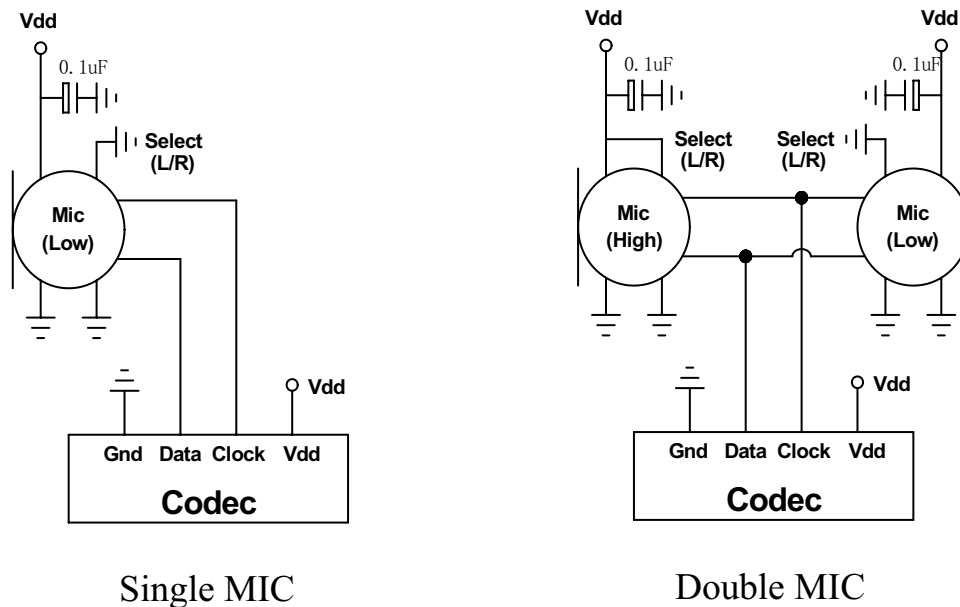 Vdd
0.1uF
Select
(L/R)
Mic
(Low)
Vdd
Gnd Data Clock Vdd
Codec
Single MIC
Vdd
0.1uF
Select
(L/R)
Mic
(High)
Vdd
0.1uF
Select
(L/R)
Mic
(Low)
Vdd
Gnd Data Clock Vdd
Codec
Double MIC